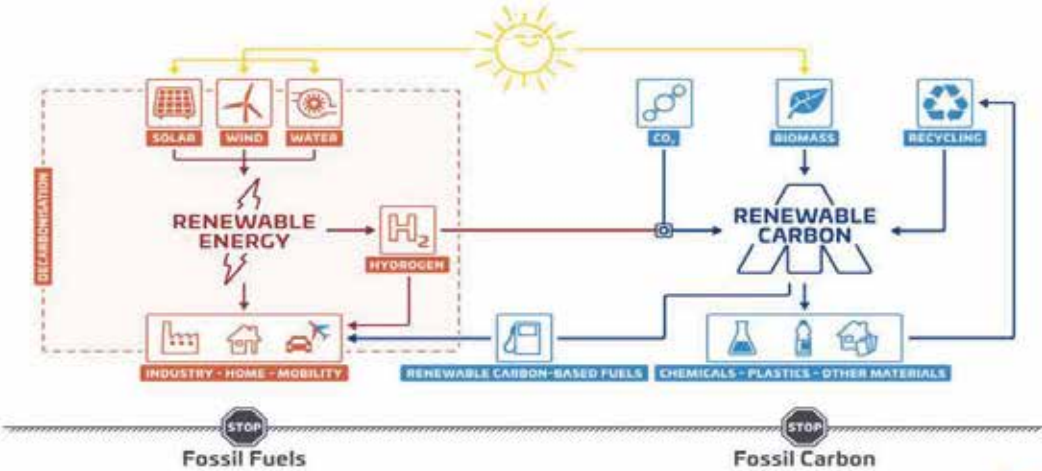 SOLAR
WIND
WATER
CO₂
BIOMASS
RECYCLING
DECARBONISATION
RENEWABLE
ENERGY
H₂
HYDROGEN
RENEWABLE
CARBON
INDUSTRY - HOME - MOBILITY
RENEWABLE CARBON-BASED FUELS
CHEMICALS - PLASTICS - OTHER MATERIALS
STOP
STOP
Fossil Fuels
Fossil Carbon